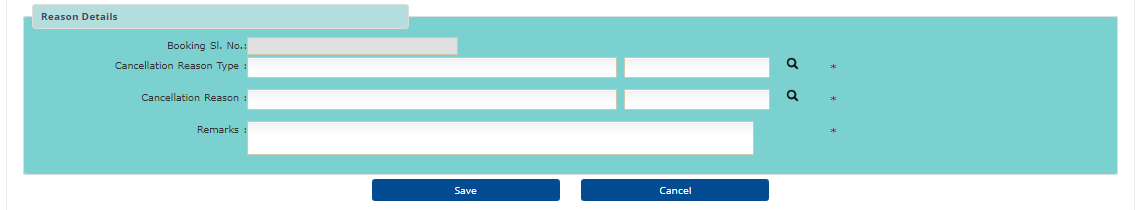 Reason Details
Booking Sl. No.:
Cancellation Reason Type : *
Cancellation Reason : *
Remarks : *
Save Cancel